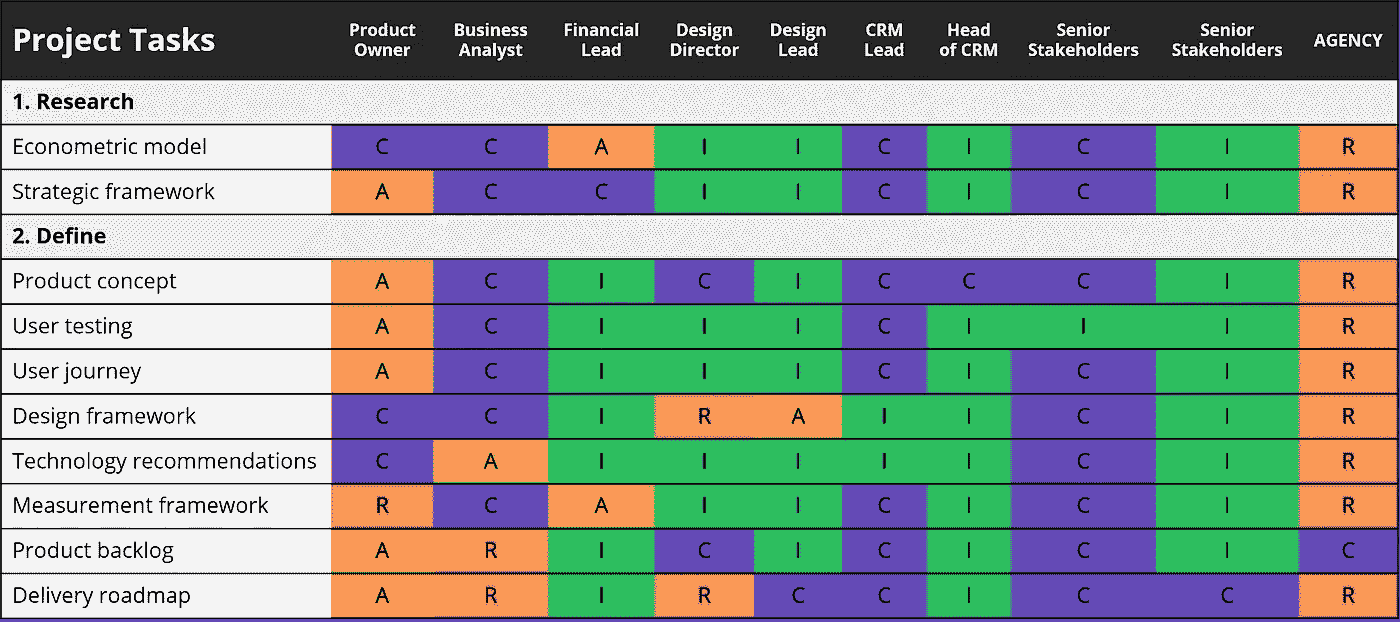 Project Tasks Product Owner Business Analyst Financial Lead Design Director Design Lead CRM Lead Head of CRM Senior Stakeholders Senior Stakeholders AGENCY
1. Research
Econometric model C C A I I C I C I R
Strategic framework A C C I I C I C I R
2. Define
Product concept A C I C I C C C I R
User testing A C I I I C I I I R
User journey A C I I I C I C I R
Design framework C C I R A I I C I R
Technology recommendations C A I I I I I C I R
Measurement framework R C A I I C I C I R
Product backlog A R I C I C I C I C
Delivery roadmap A R I R C C I C C R